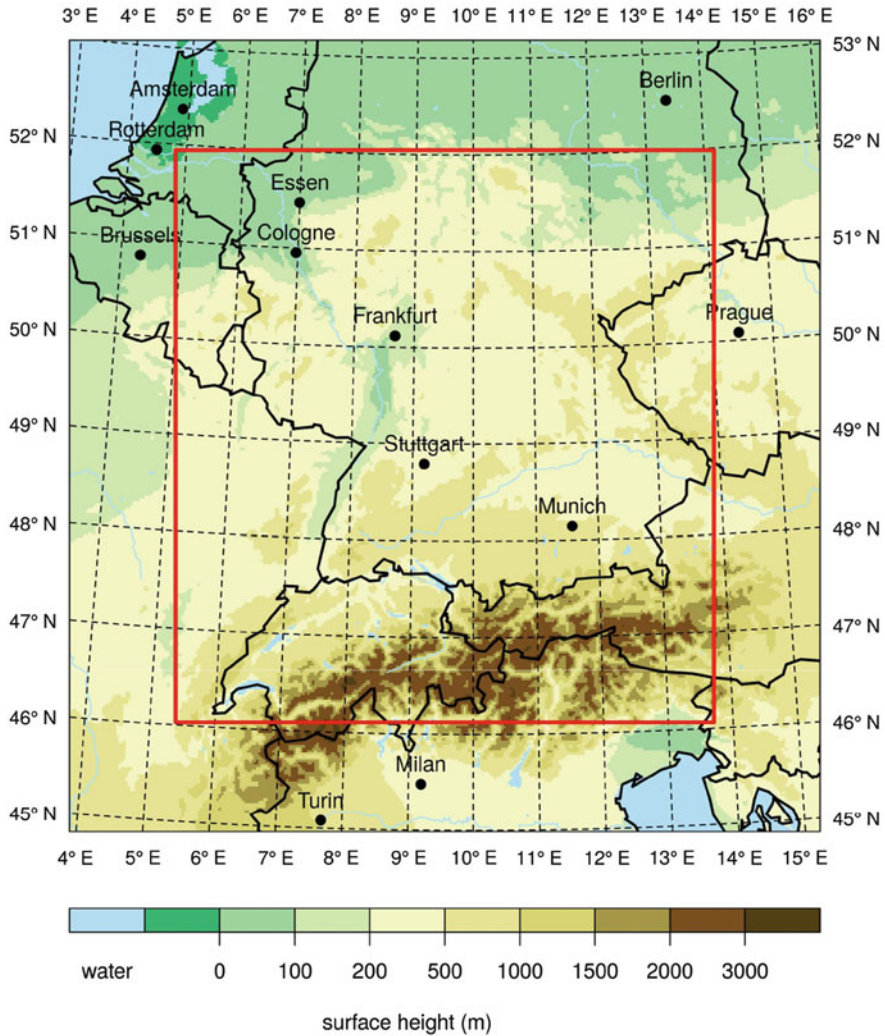 3° E 4° E 5° E 6° E 7° E 8° E 9° E 10° E 11° E 12° E 13° E 14° E 15° E 16° E
53° N
Berlin
Amsterdam
52° N
Rotterdam
52° N
Essen
51° N
Brussels
Cologne
51° N
50° N
Frankfurt
Prague
50° N
49° N
Stuttgart
49° N
48° N
Munich
48° N
47° N
47° N
46° N
46° N
Milan
45° N
Turin
45° N
4° E 5° E 6° E 7° E 8° E 9° E 10° E 11° E 12° E 13° E 14° E 15° E
water 0 100 200 500 1000 1500 2000 3000
surface height (m)